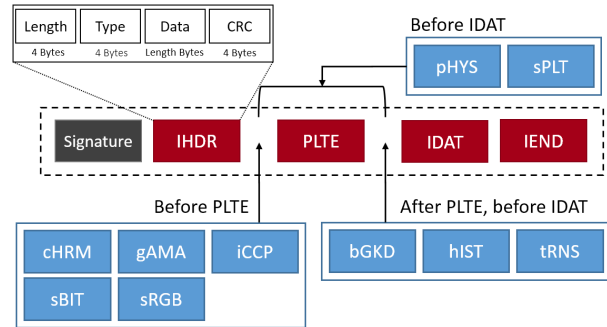 Length Type Data CRC
4 Bytes 4 Bytes Length Bytes 4 Bytes
Before IDAT
pHYS sPLT
Signature IHDR PLTE IDAT IEND
Before PLTE
After PLTE, before IDAT
cHRM gAMA iCCP
sBIT sRGB
bGKD hIST tRNS